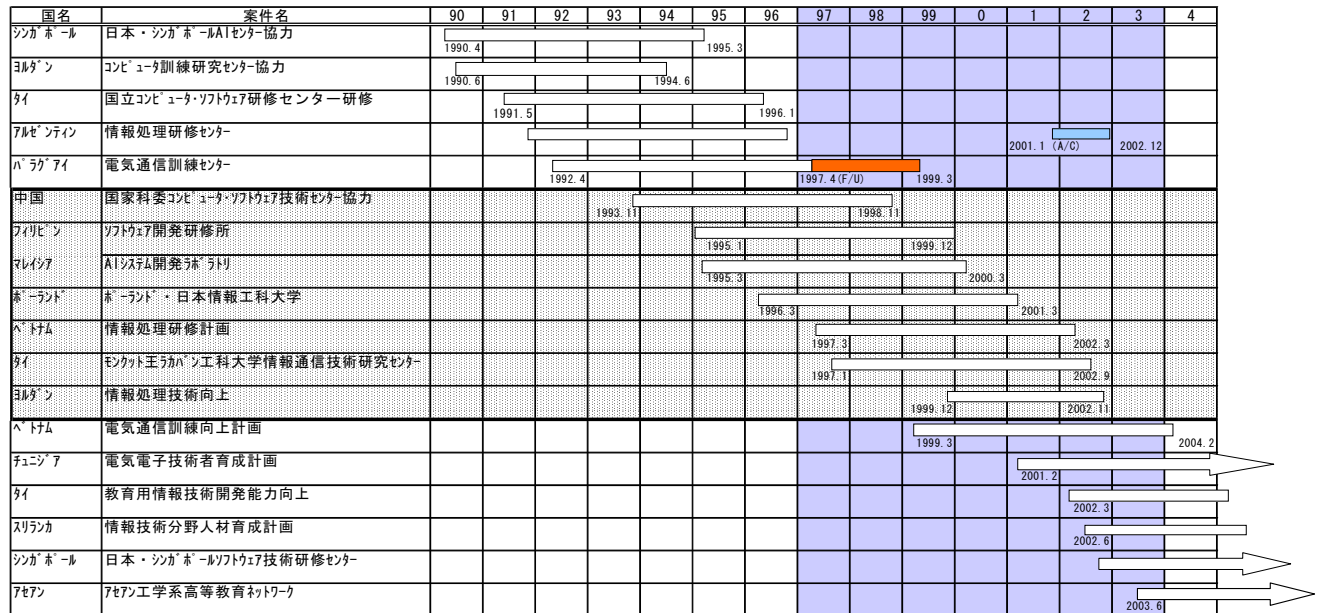 国名 案件名 90 91 92 93 94 95 96 97 98 99 0 1 2 3 4
ｼﾝｶﾞﾎﾟｰﾙ 日本・ｼﾝｶﾞﾎﾟｰﾙAIｾﾝﾀｰ協力 1990.4 1995.3
ﾖﾙﾀﾞﾝ ｺﾝﾋﾟｭｰﾀ訓練研究ｾﾝﾀｰ協力 1990.6 1994.6
ﾀｲ 国立ｺﾝﾋﾟｭｰﾀ･ソフトウェア研修センター研修 1991.5 1996.1
ｱﾙｾﾞﾝﾃｨﾝ 情報処理研修ｾﾝﾀｰ 2001.1 (A/C) 2002.12
ﾊﾟﾗｸﾞｱｲ 電気通信訓練ｾﾝﾀｰ 1992.4 1997.4(F/U) 1999.3
中国 国家科委ｺﾝﾋﾟｭｰﾀ･ｿﾌﾄｳｪｱ技術ｾﾝﾀｰ協力 1993.11 1998.11
ﾌｨﾘﾋﾟﾝ ｿﾌﾄｳｪｱ開発研修所 1995.1 1999.12
ﾏﾚｲｼｱ AIｼｽﾃﾑ開発ﾗﾎﾞﾗﾄﾘ 1995.3 2000.3
ﾎﾟｰﾗﾝﾄﾞ ﾎﾟｰﾗﾝﾄﾞ・日本情報工科大学 1996.3 2001.3
ﾍﾞﾄﾅﾑ 情報処理研修計画 1997.3 2002.3
ﾀｲ ﾓﾝｸｯﾄ王ﾗｶﾊﾞﾝ工科大学情報通信技術研究ｾﾝﾀｰ 1997.1 2002.9
ﾖﾙﾀﾞﾝ 情報処理技術向上 1999.12 2002.11
ﾍﾞﾄﾅﾑ 電気通信訓練向上計画 1999.3 2004.2
ﾁｭﾆｼﾞｱ 電気電子技術者育成計画 2001.2
ﾀｲ 教育用情報技術開発能力向上 2002.3
ｽﾘﾗﾝｶ 情報技術分野人材育成計画 2002.6
ｼﾝｶﾞﾎﾟｰﾙ 日本・ｼﾝｶﾞﾎﾟｰﾙｿﾌﾄｳｪｱ技術研修ｾﾝﾀｰ
ｱｾｱﾝ ｱｾｱﾝ工学系高等教育ﾈｯﾄﾜｰｸ 2003.6